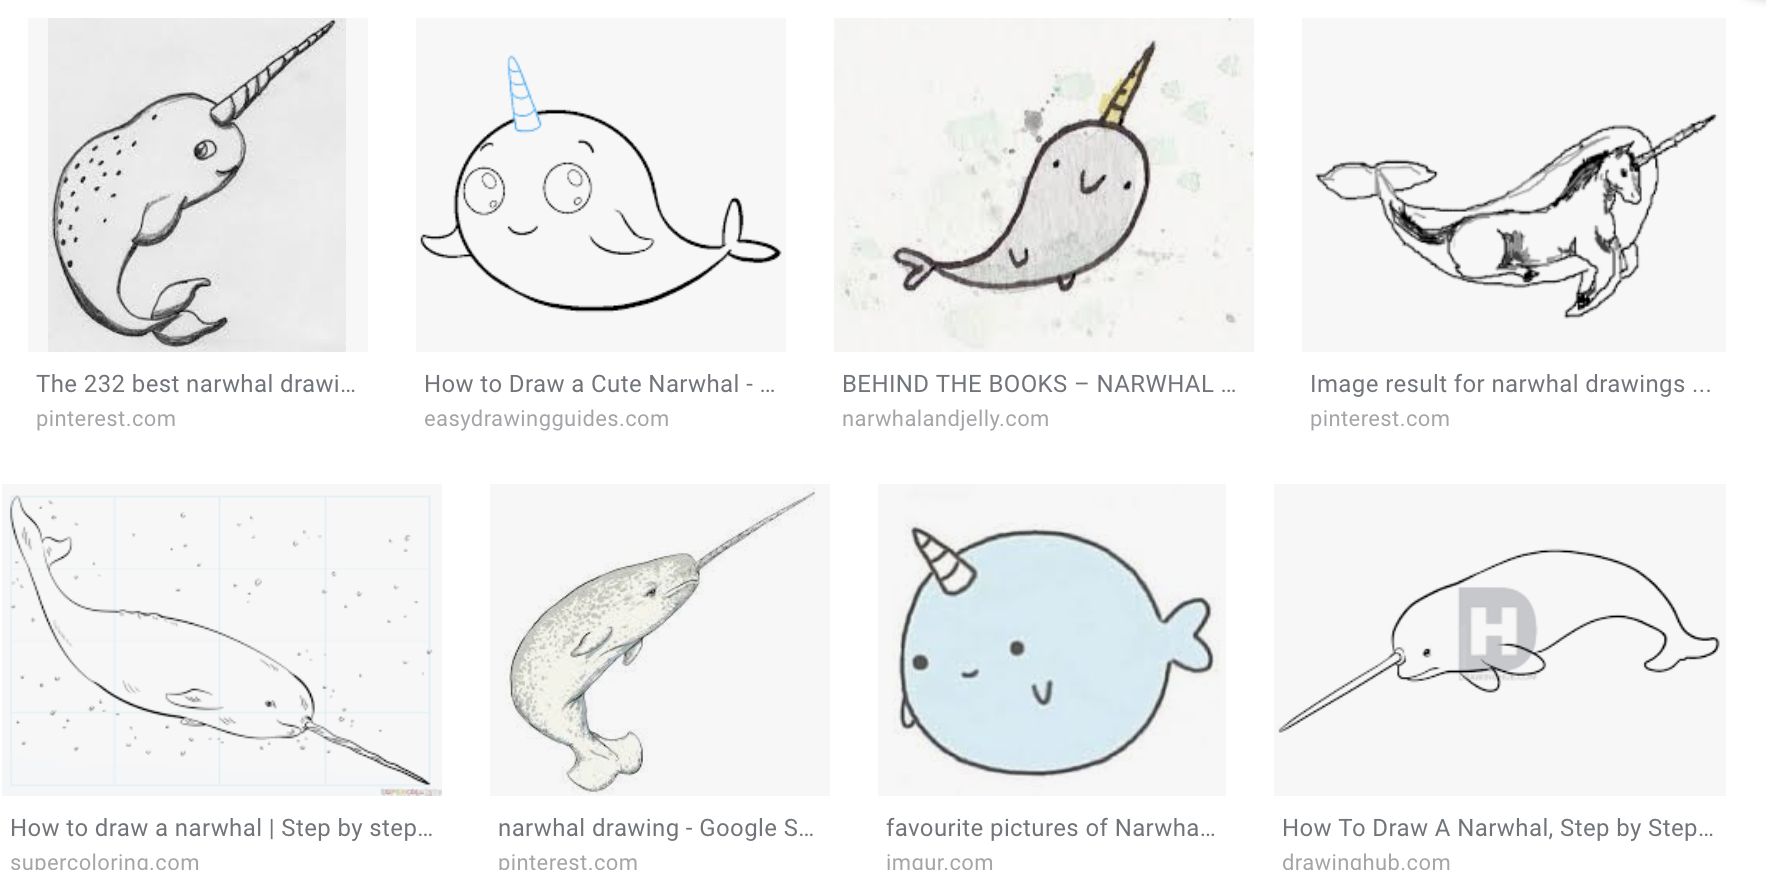 The 232 best narwhal drawi...
pinterest.com
How to Draw a Cute Narwhal - ...
easydrawingguides.com
BEHIND THE BOOKS – NARWHAL ...
narwhalandjelly.com
Image result for narwhal drawings ...
pinterest.com
How to draw a narwhal | Step by step...
supercoloring.com
narwhal drawing - Google S...
pinterest.com
favourite pictures of Narwha...
imgur.com
H
How To Draw A Narwhal, Step by Step...
drawinghub.com